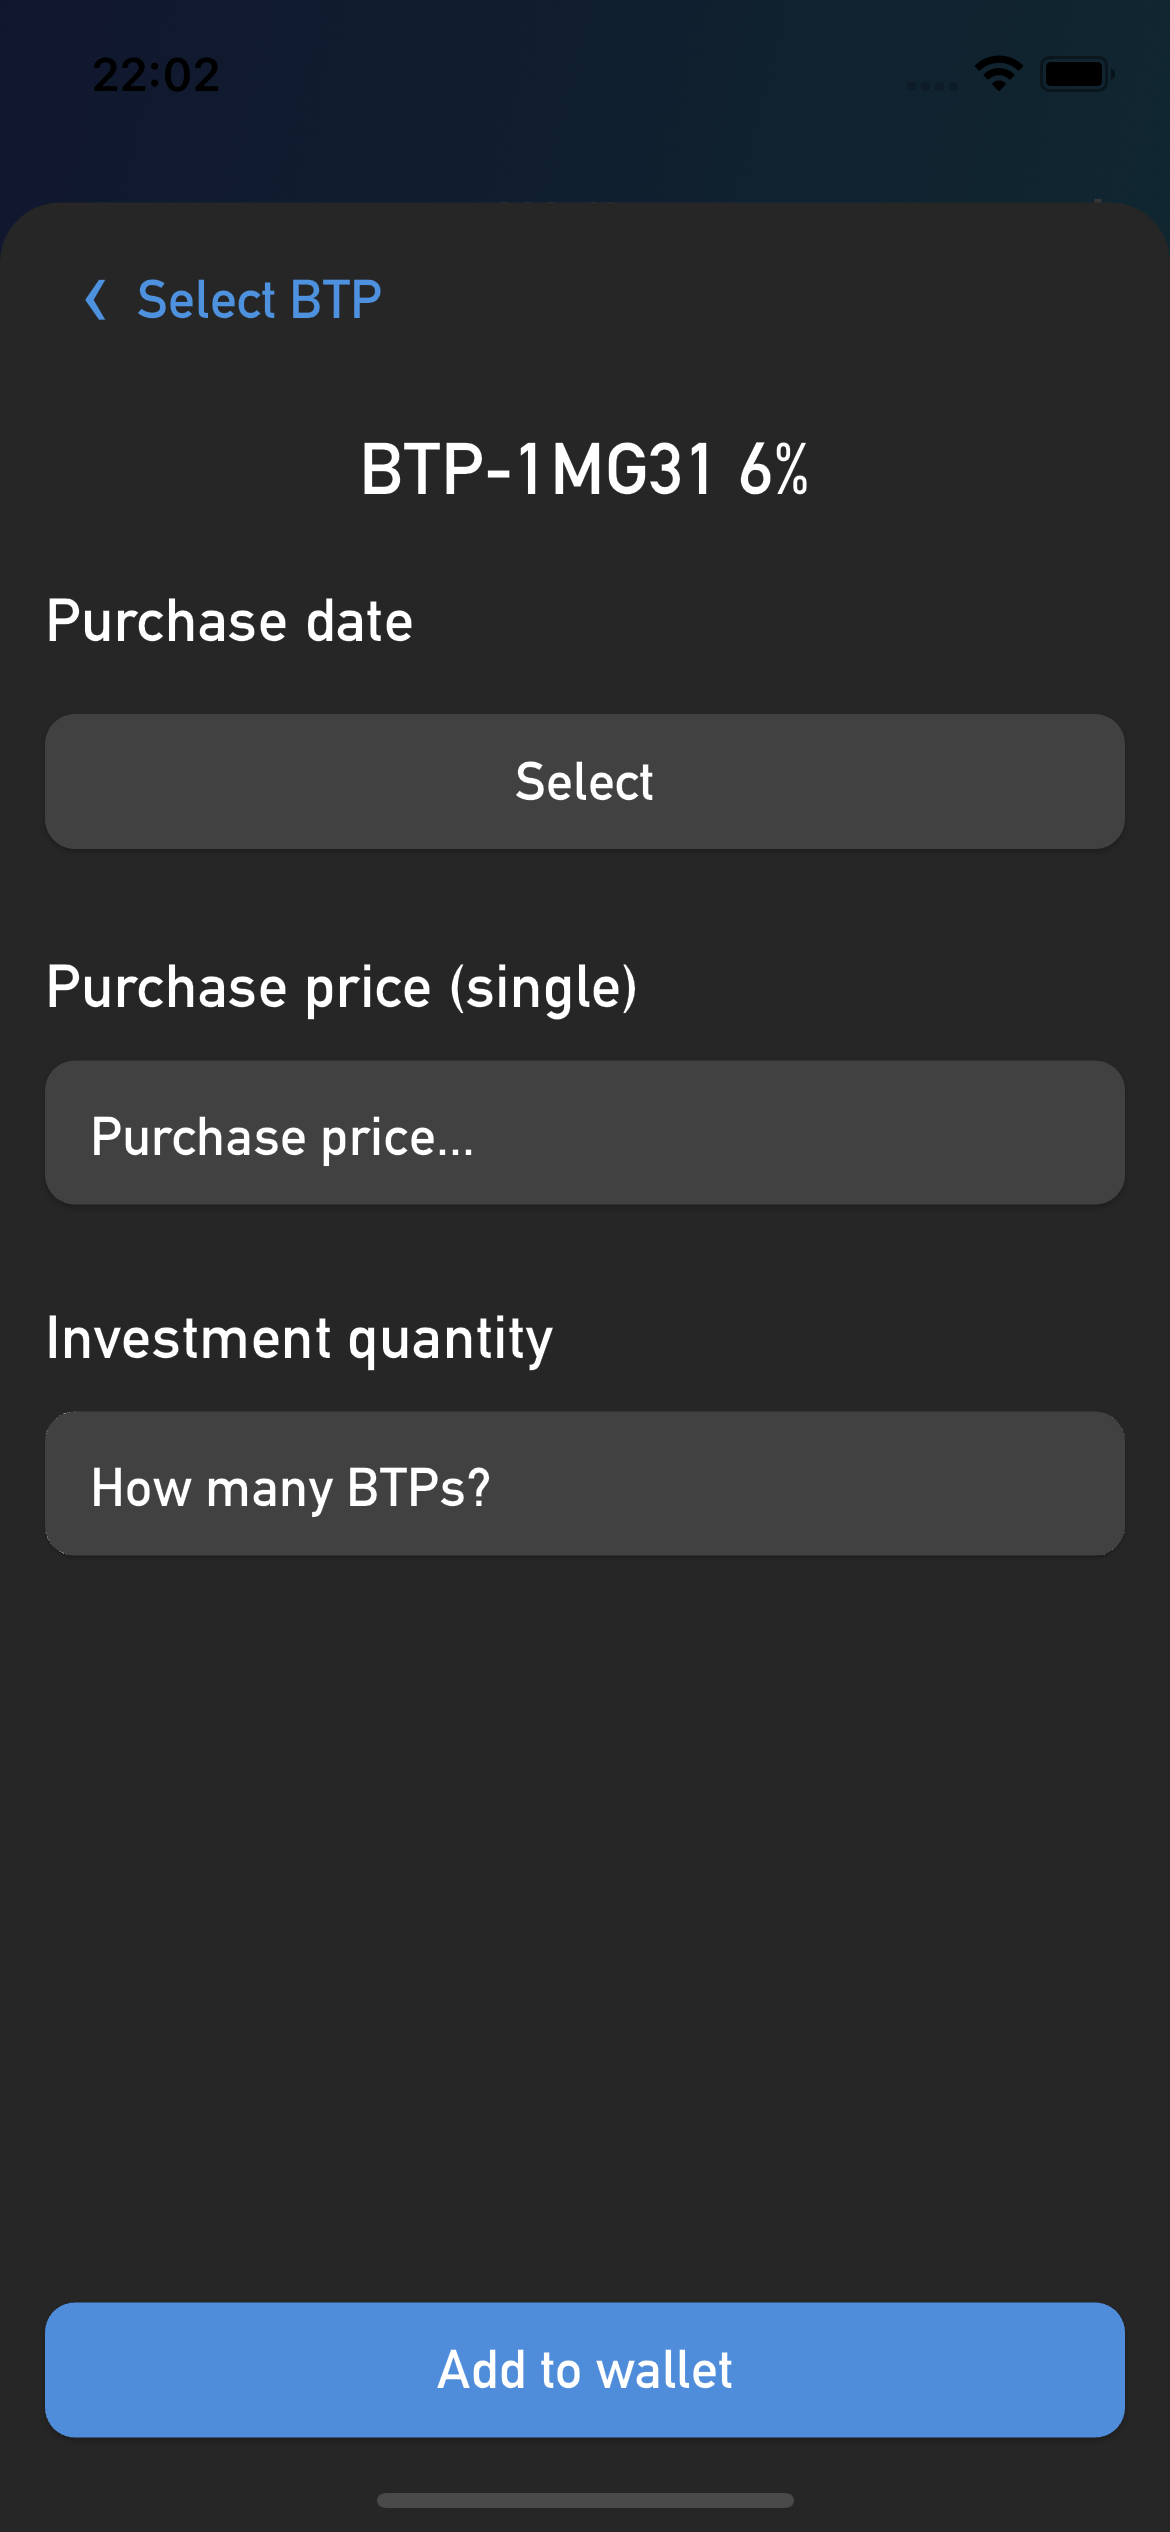 22:02
Select BTP
BTP-1MG31 6%
Purchase date
Select
Purchase price (single)
Purchase price...
Investment quantity
How many BTPs?
Add to wallet